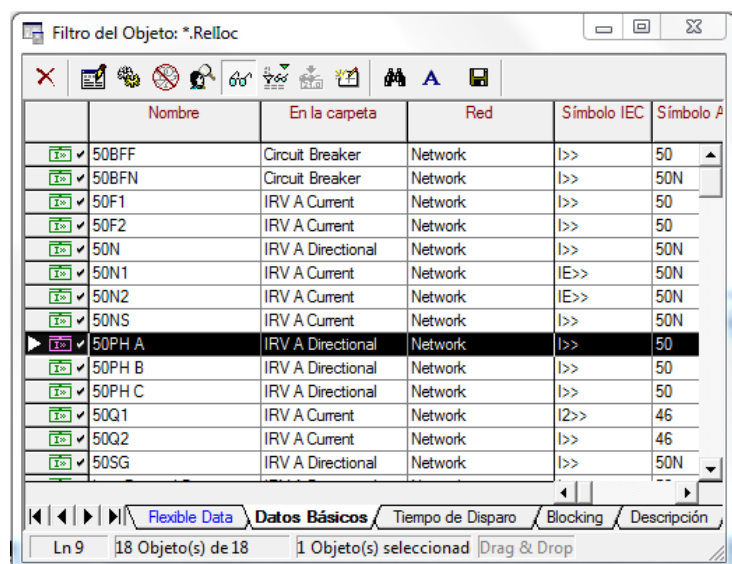 Filtro del Objeto: *.RelIoc
A
Nombre En la carpeta Red Símbolo IEC Símbolo A
50BFF Circuit Breaker Network I>> 50
50BFN Circuit Breaker Network I>> 50N
50F1 IRV A Current Network I>> 50
50F2 IRV A Current Network I>> 50
50N IRV A Directional Network I>> 50N
50N1 IRV A Current Network IE>> 50N
50N2 IRV A Current Network IE>> 50N
50NS IRV A Current Network I>> 50N
50PH A IRV A Directional Network I>> 50
50PH B IRV A Directional Network I>> 50
50PH C IRV A Directional Network I>> 50
50Q1 IRV A Current Network I2>> 46
50Q2 IRV A Current Network I>> 46
50SG IRV A Directional Network I>> 50N
Flexible Data Datos Básicos Tiempo de Disparo Blocking Descripción
Ln 9 18 Objeto(s) de 18 1 Objeto(s) seleccionad Drag & Drop